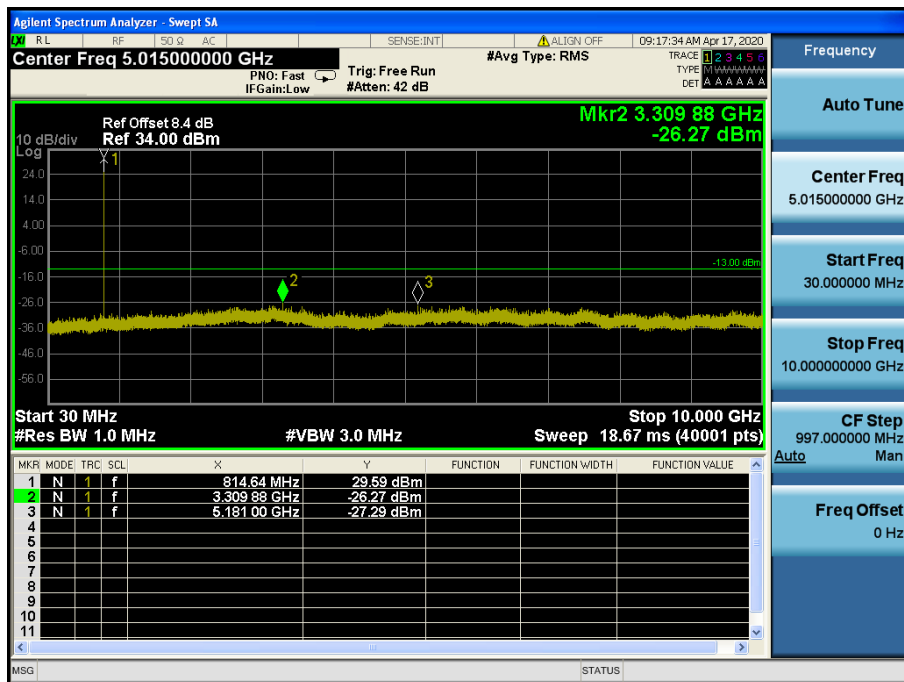 Agilent Spectrum Analyzer - Swept SA
LXI RL RF 50 Ω AC SENSE:INT ALIGN OFF 09:17:34 AM Apr 17, 2020
Center Freq 5.015000000 GHz #Avg Type: RMS TRACE 1 2 3 4 5 6
PNO: Fast Trig: Free Run TYPE M WWWWW
IFGain:Low #Atten: 42 dB DET A A A A A A
Frequency
Auto Tune
Center Freq
5.015000000 GHz
Start Freq
30.000000 MHz
Stop Freq
10.000000000 GHz
CF Step
997.000000 MHz
Auto Man
Freq Offset
0 Hz
Mkr2 3.309 88 GHz
-26.27 dBm
Ref Offset 8.4 dB
10 dB/div Ref 34.00 dBm
Log
1
24.0
14.0
4.00
-6.00
-13.00 dBm
-16.0
2
3
-26.0
-36.0
-46.0
-56.0
Start 30 MHz Stop 10.000 GHz
#Res BW 1.0 MHz #VBW 3.0 MHz Sweep 18.67 ms (40001 pts)
MKR MODE TRC SCL X Y FUNCTION FUNCTION WIDTH FUNCTION VALUE
1 N 1 f 814.64 MHz 29.59 dBm
2 N 1 f 3.309 88 GHz -26.27 dBm
3 N 1 f 5.181 00 GHz -27.29 dBm
4
5
6
7
8
9
10
11
MSG STATUS